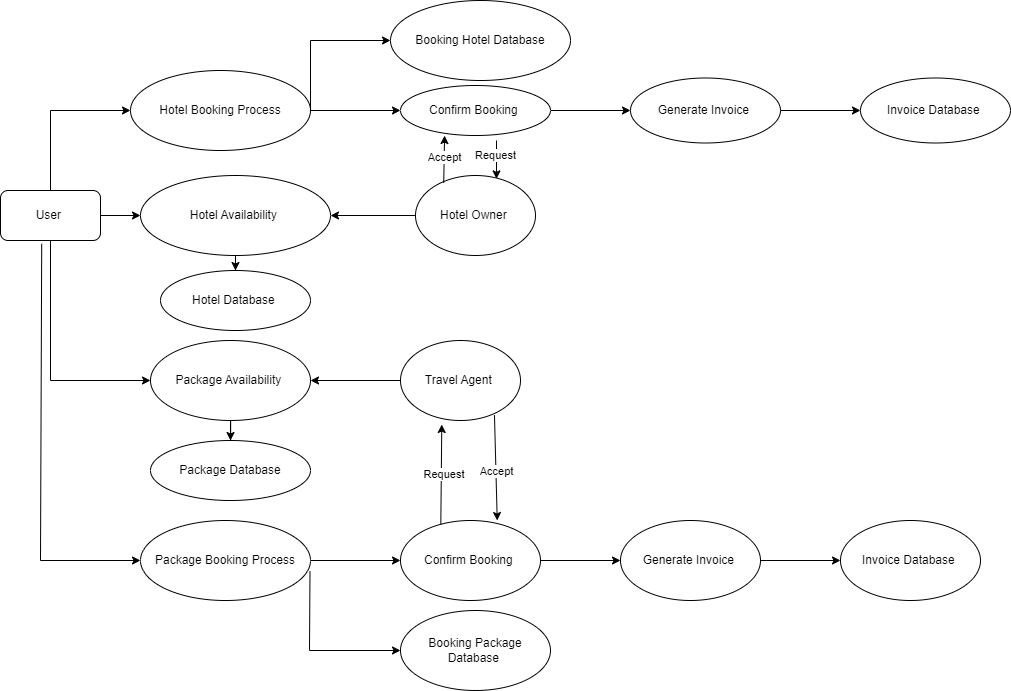 Booking Hotel Database
Hotel Booking Process
Confirm Booking
Generate Invoice
Invoice Database
Accept
Request
User
Hotel Availability
Hotel Owner
Hotel Database
Package Availability
Travel Agent
Package Database
Request
Accept
Package Booking Process
Confirm Booking
Generate Invoice
Invoice Database
Booking Package
Database